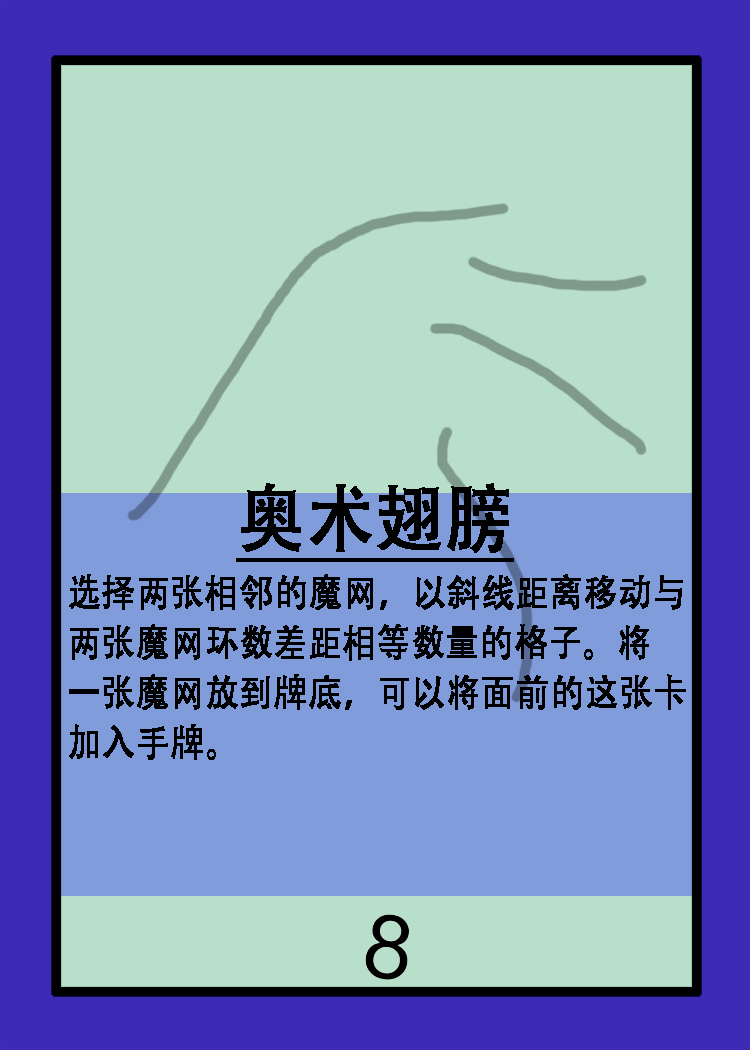 奥术翅膀
选择两张相邻的魔网，以斜线距离移动与
两张魔网环数差距相等数量的格子。将
一张魔网放到牌底，可以将面前的这张卡
加入手牌。
8